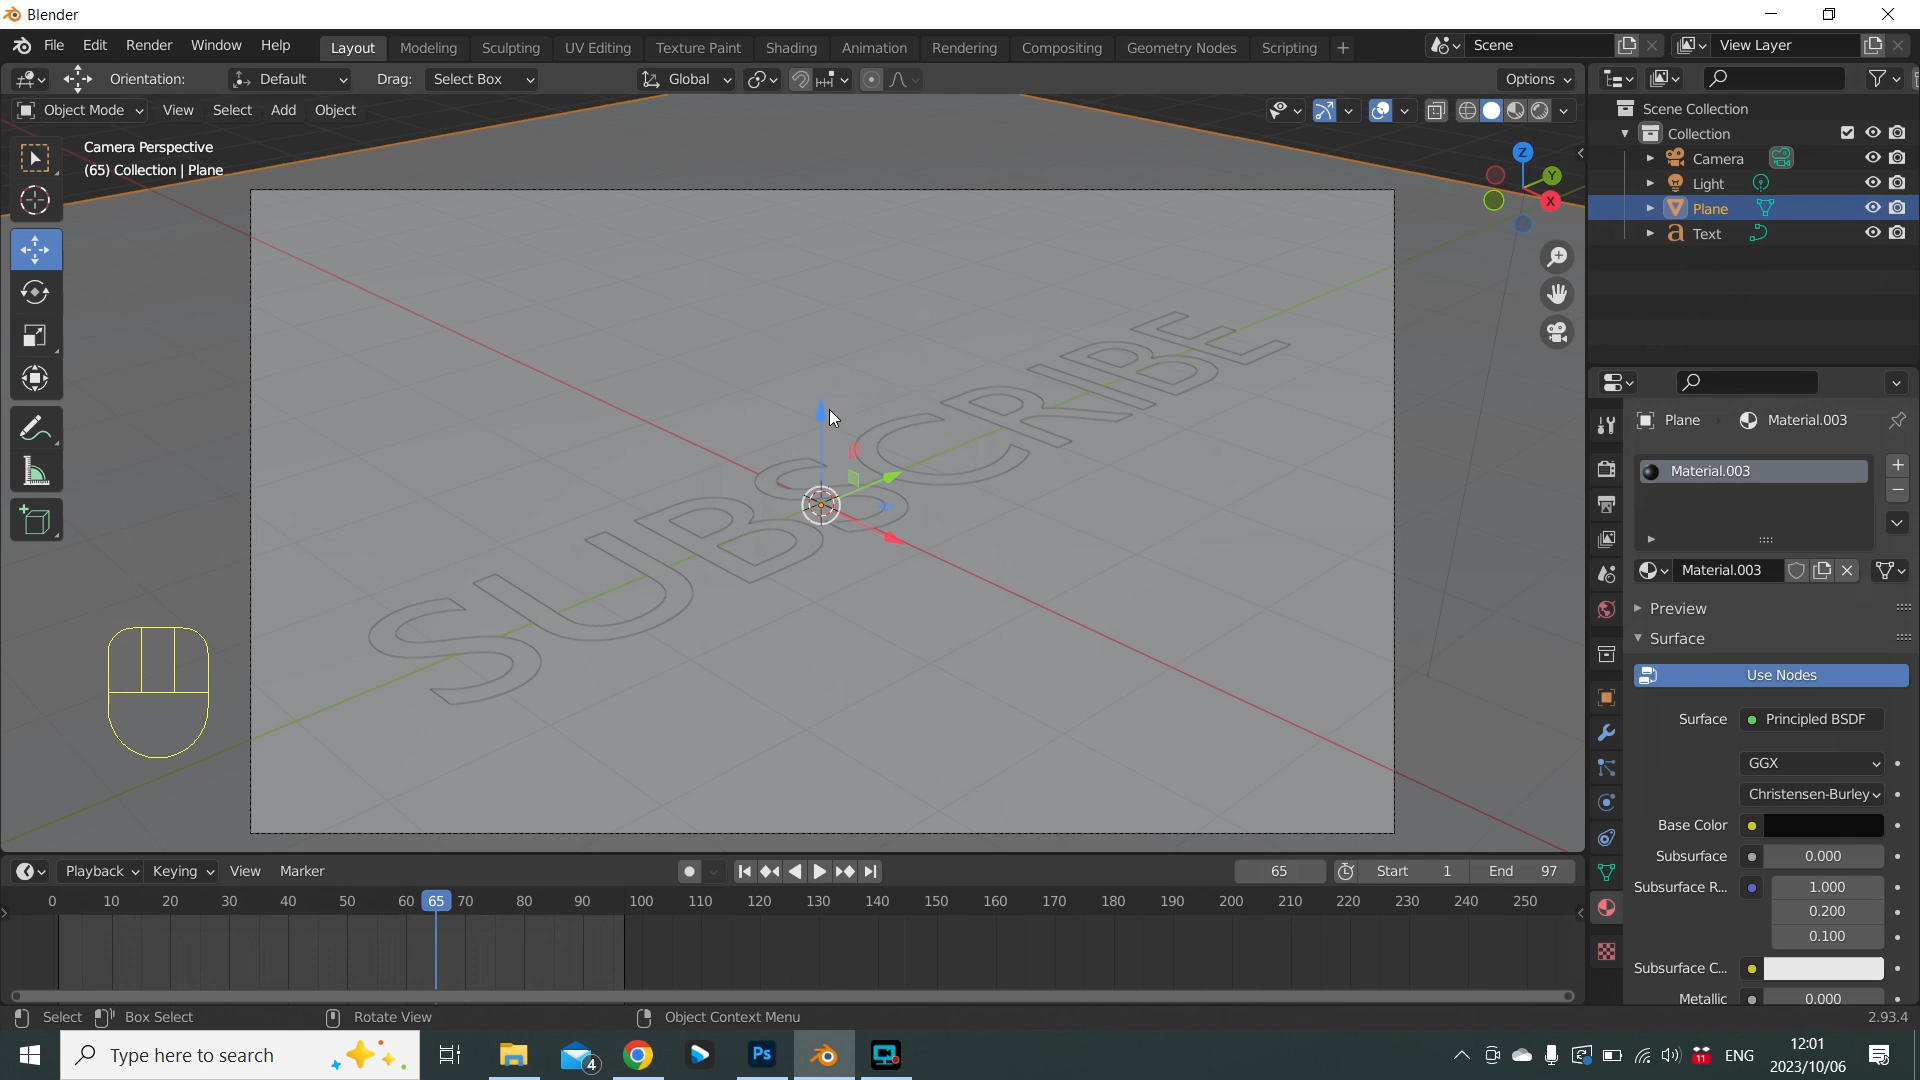 Blender
File Edit Render Window Help
Layout Modeling Sculpting UV Editing Texture Paint Shading Animation Rendering Compositing Geometry Nodes Scripting +
Scene
View Layer
Orientation: Default Drag: Select Box Global Options
Object Mode View Select Add Object
Camera Perspective
(65) Collection | Plane
Z
Y
X
SUBSCRIBE
Scene Collection
Collection
Camera
Light
Plane
Text
Plane Material.003
Material.003
Material.003
Preview
Surface
Use Nodes
Surface Principled BSDF
GGX
Christensen-Burley
Base Color
Subsurface 0.000
Subsurface R... 1.000
0.200
0.100
Subsurface C...
Metallic 0.000
Playback Keying View Marker 65 Start 1 End 97
0 10 20 30 40 50 60 65 70 80 90 100 110 120 130 140 150 160 170 180 190 200 210 220 230 240 250
Select Box Select Rotate View Object Context Menu 2.93.4
Type here to search
4
Ps
11
ENG
12:01
2023/10/06